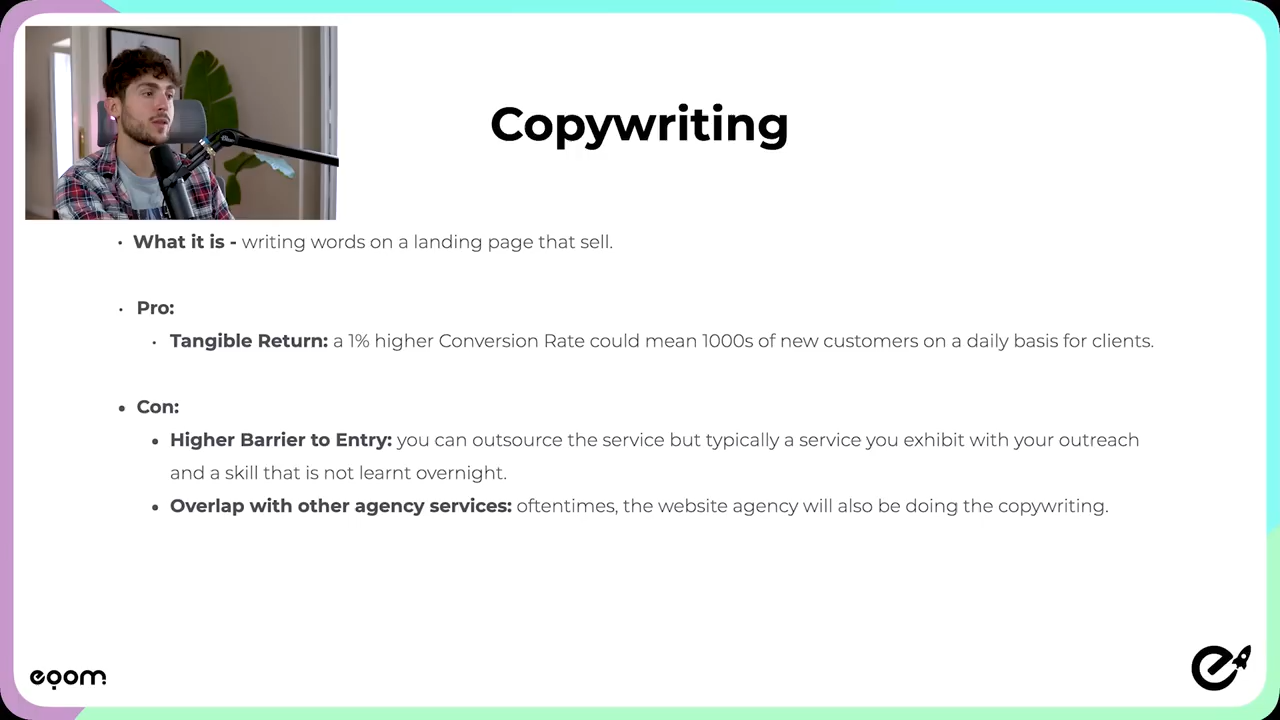 Copywriting
• What it is - writing words on a landing page that sell.
• Pro:
• Tangible Return: a 1% higher Conversion Rate could mean 1000s of new customers on a daily basis for clients.
• Con:
• Higher Barrier to Entry: you can outsource the service but typically a service you exhibit with your outreach
and a skill that is not learnt overnight.
• Overlap with other agency services: oftentimes, the website agency will also be doing the copywriting.